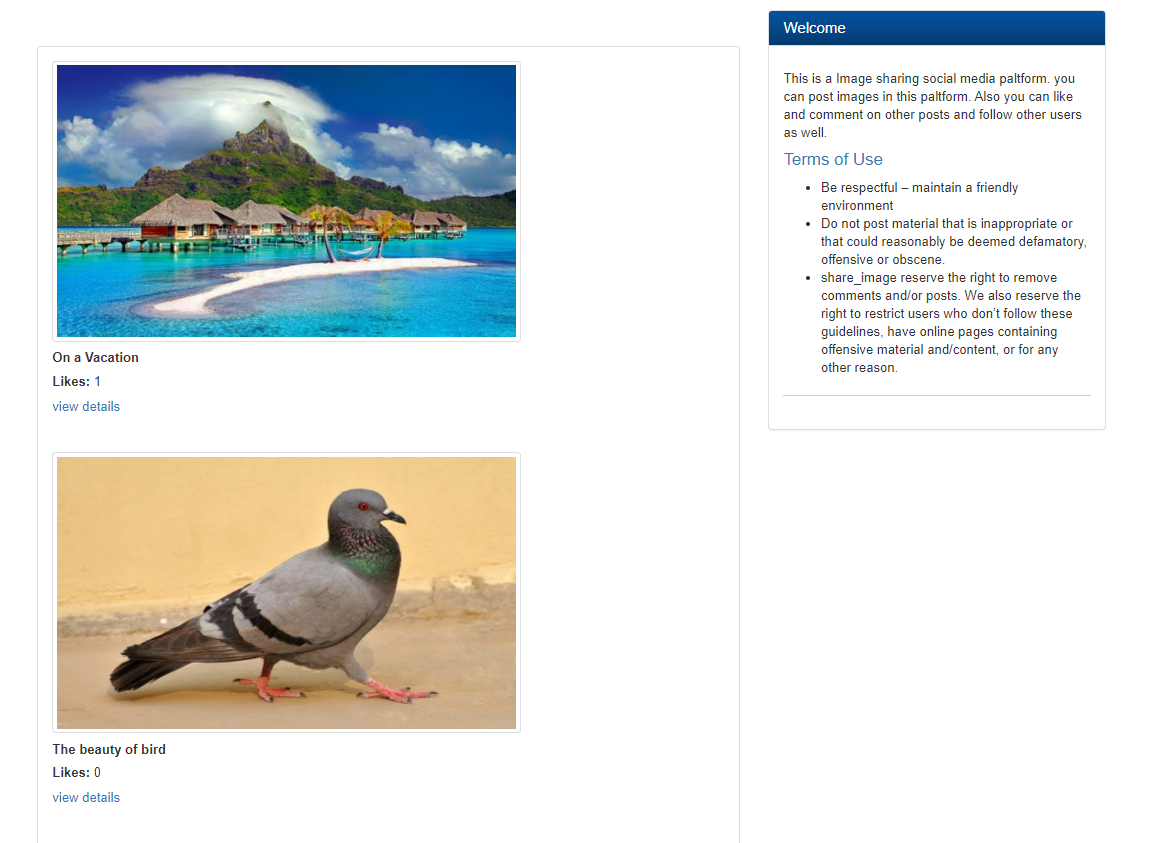 Welcome
This is a Image sharing social media paltform. you
can post images in this paltform. Also you can like
and comment on other posts and follow other users
as well.
Terms of Use
• Be respectful – maintain a friendly
environment
• Do not post material that is inappropriate or
that could reasonably be deemed defamatory,
offensive or obscene.
• share_image reserve the right to remove
comments and/or posts. We also reserve the
right to restrict users who don't follow these
guidelines, have online pages containing
offensive material and/content, or for any
other reason.
On a Vacation
Likes: 1
view details
The beauty of bird
Likes: 0
view details